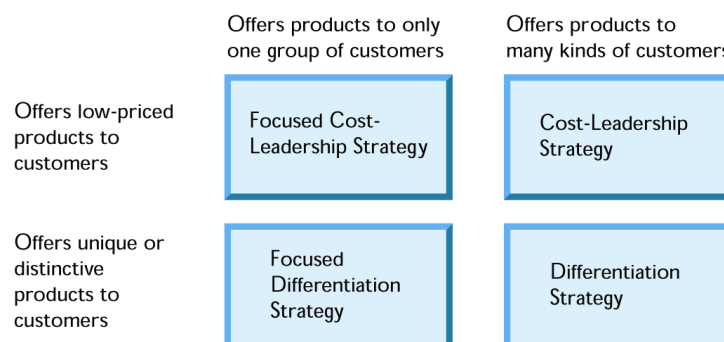 Offers products to only
one group of customers
Offers products to
many kinds of customers
Offers low-priced
products to
customers
Focused Cost-
Leadership Strategy
Cost-Leadership
Strategy
Offers unique or
distinctive
products to
customers
Focused
Differentiation
Strategy
Differentiation
Strategy